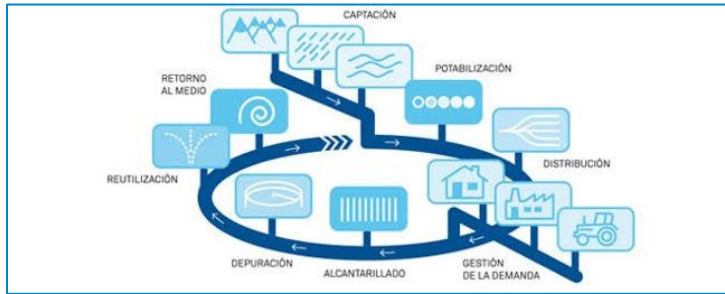 CAPTACIÓN
POTABILIZACIÓN
RETORNO
AL MEDIO
DISTRIBUCIÓN
REUTILIZACIÓN
DEPURACIÓN
ALCANTARILLADO
GESTIÓN
DE LA DEMANDA